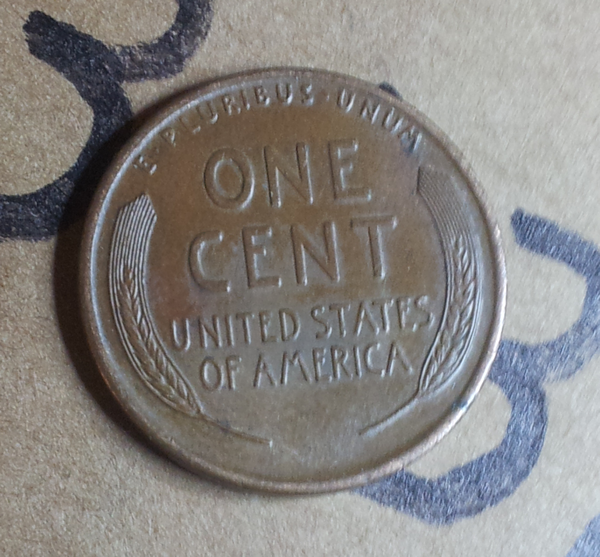 E·PLURIBUS·UNUM
ONE
CENT
UNITED STATES
OF AMERICA